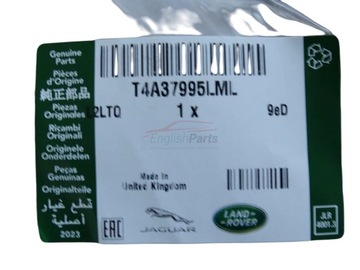 Genuine
Parts
Pièces
d'Origine
純正部品
Piezas
Originales
Ricambi
Originali
Originele
Onderdelen
Peças
Genuínas
Originalteile
قطع غيار
أصلية
2023
T4A37995LML
2LTQ
1 x
9eD
EnglishParts
Made in
United Kingdom
EAC
JAGUAR
LAND-
ROVER
JLR
4001.3